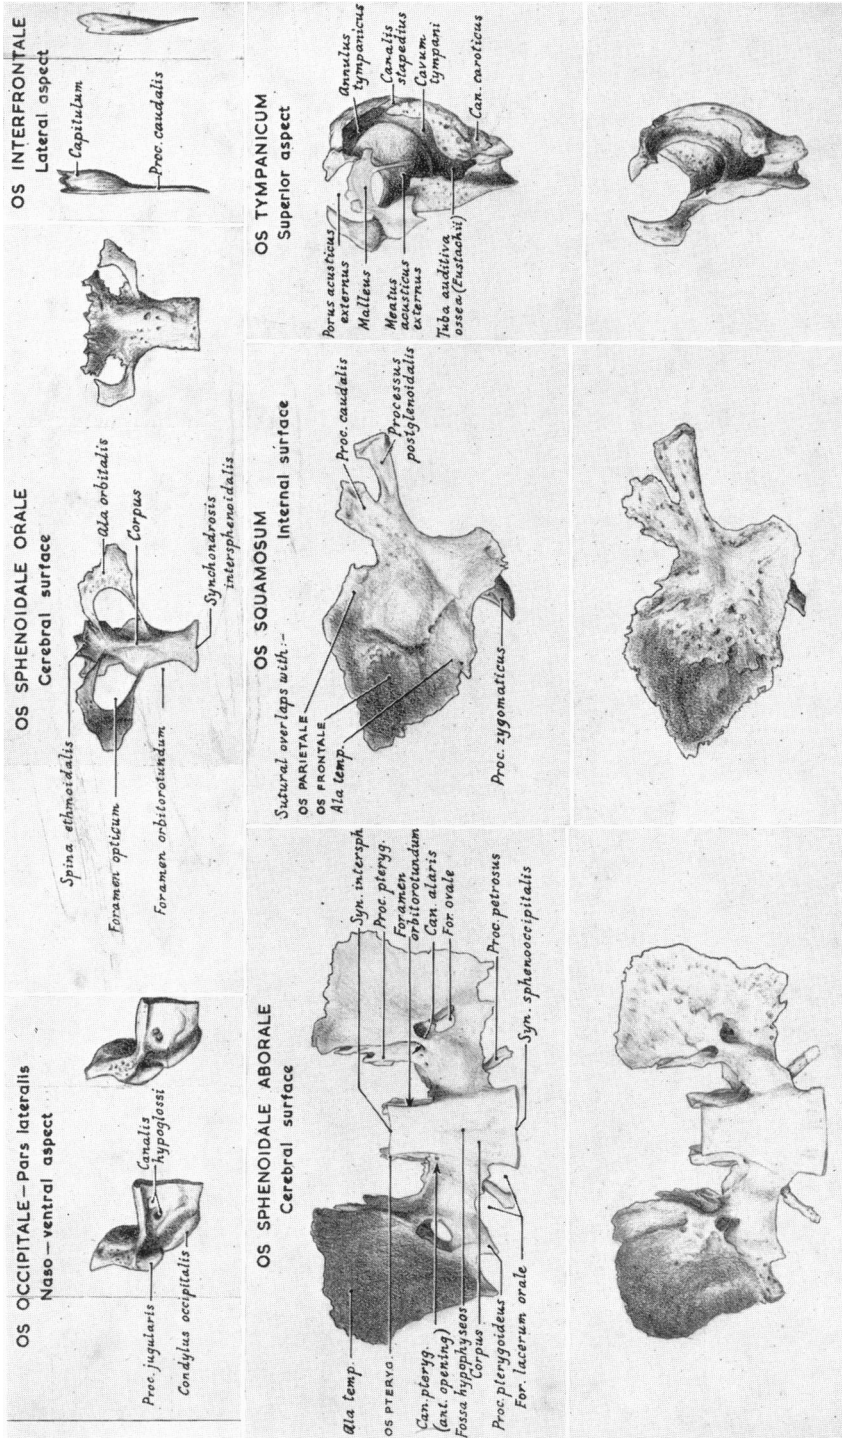 OS OCCIPITALE — Pars lateralis
Naso — ventral aspect
Proc. jugularis
Condylus occipitalis
Canalis
hypoglossi
OS SPHENOIDALE ORALE
Cerebral surface
Spina ethmoidalis
Foramen opticum
Foramen orbitorotundum
Ala orbitalis
Corpus
Synchondrosis
intersphenoidalis
OS INTERFRONTALE
Lateral aspect
Capitulum
Proc. caudalis
OS SPHENOIDALE ABORALE
Cerebral surface
Ala temp.
OS PTERYG.
Can. pteryg.
(ant. opening)
Fossa hypophyseos
Corpus
Proc. pterygoideus
For. lacerum orale
Syn. intersph.
Proc. pteryg.
Foramen
orbitorotundum
Can. alaris
For. ovale
Proc. petrosus
Syn. sphenooccipitalis
OS SQUAMOSUM
Internal surface
Sutural overlaps with:-
OS PARIETALE
OS FRONTALE
Ala temp.
Proc. zygomaticus
Proc. caudalis
Processus
postglenoidalis
OS TYMPANICUM
Superior aspect
Porus acusticus
externus
Malleus
Meatus
acusticus
externus
Tuba auditiva
ossea (Eustachii)
Annulus
tympanicus
Canalis
stapedius
Cavum
tympani
Can. caroticus